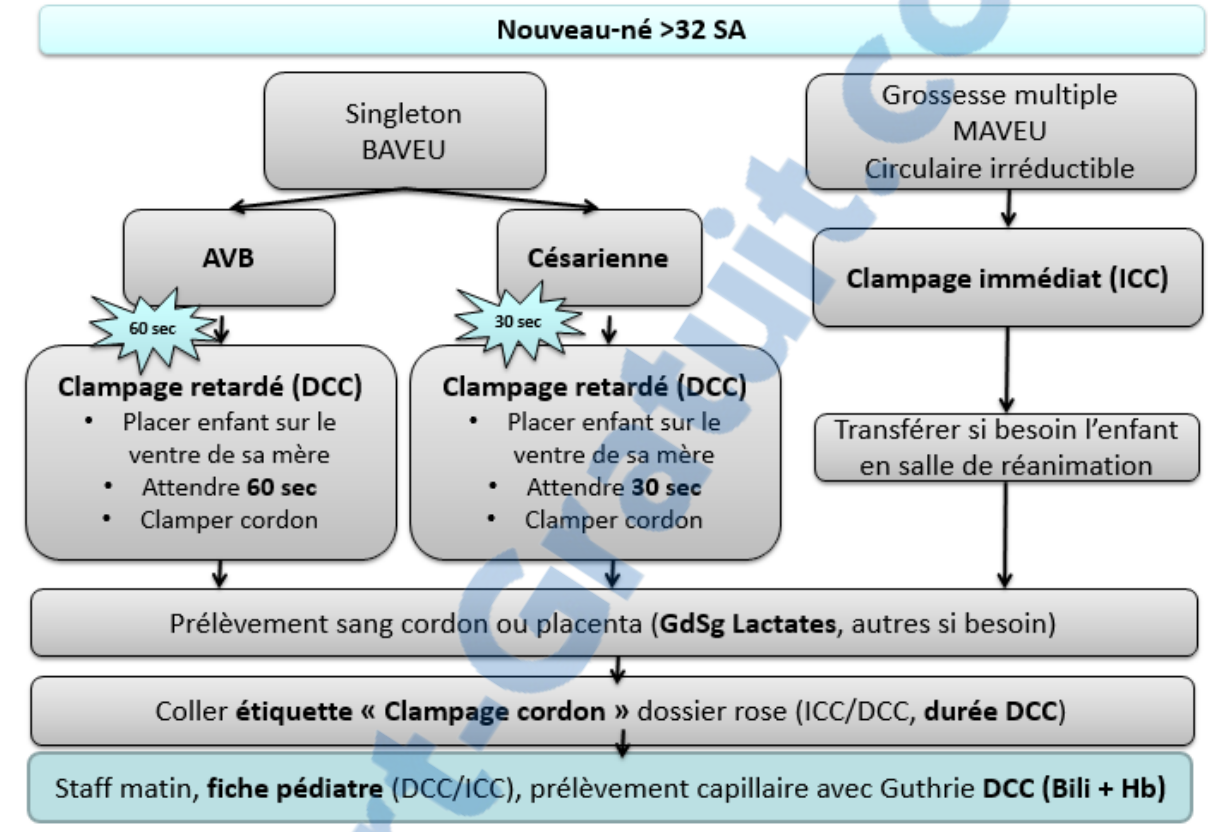 Nouveau-né >32 SA
Singleton
BAVEU
Grossesse multiple
MAVEU
Circulaire irréductible
AVB
Césarienne
Clampage immédiat (ICC)
60 sec
30 sec
Clampage retardé (DCC)
• Placer enfant sur le
ventre de sa mère
• Attendre 60 sec
• Clamper cordon
Clampage retardé (DCC)
• Placer enfant sur le
ventre de sa mère
• Attendre 30 sec
• Clamper cordon
Transférer si besoin l’enfant
en salle de réanimation
Prélèvement sang cordon ou placenta (GdSg Lactates, autres si besoin)
Coller étiquette « Clampage cordon » dossier rose (ICC/DCC, durée DCC)
Staff matin, fiche pédiatre (DCC/ICC), prélèvement capillaire avec Guthrie DCC (Bili + Hb)
rt-Gratuit.co